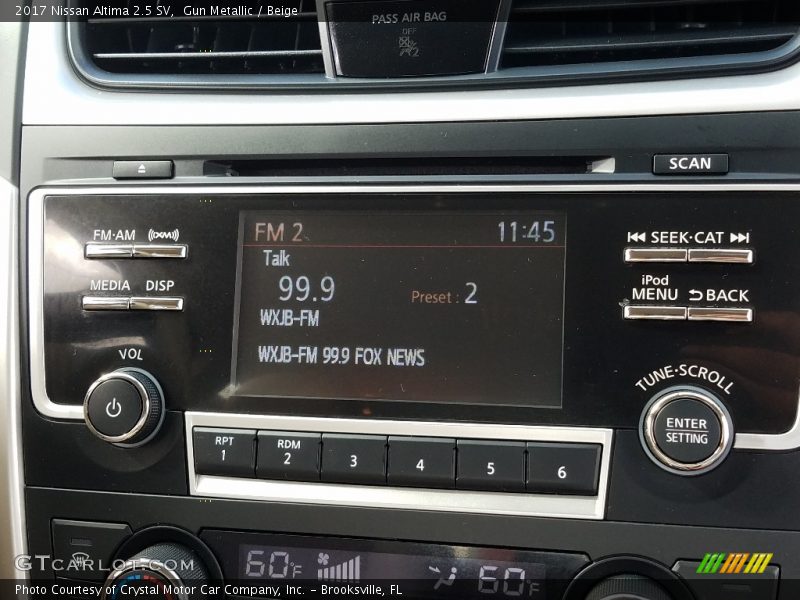 2017 Nissan Altima 2.5 SV,  Gun Metallic / Beige
PASS AIR BAG
OFF
SCAN
FM·AM (((XM)))
SEEK·CAT
FM 2 11:45
Talk
99.9 Preset : 2
WXJB-FM
WXJB-FM 99.9 FOX NEWS
MEDIA DISP
iPod
MENU BACK
VOL
TUNE·SCROLL
ENTER
SETTING
RPT
1
RDM
2
3
4
5
6
60°F
60°F
GTCARLOT.COM
Photo Courtesy of Crystal Motor Car Company, Inc. - Brooksville, FL